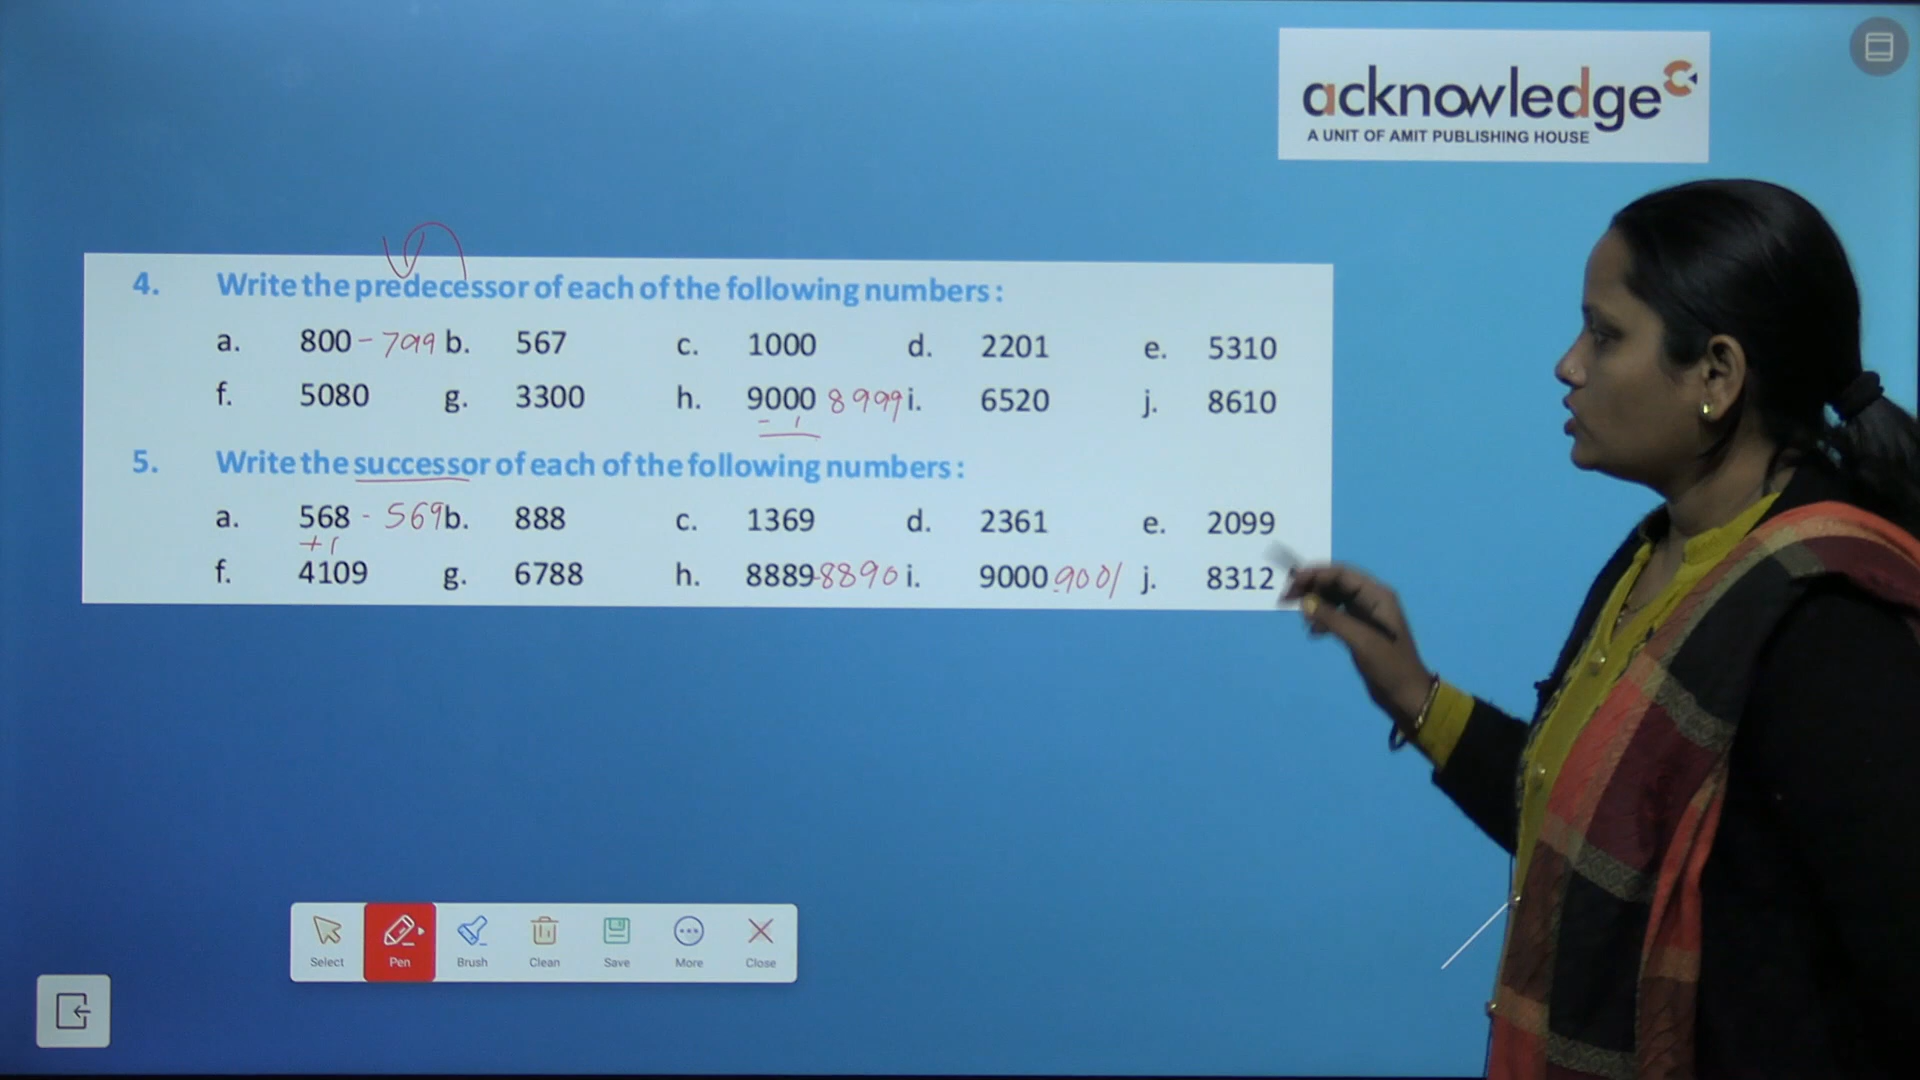 acknowledge
A UNIT OF AMIT PUBLISHING HOUSE
4. Write the predecessor of each of the following numbers :
a. 800 - 799 b. 567 c. 1000 d. 2201 e. 5310
f. 5080 g. 3300 h. 9000 8999 i. 6520 j. 8610
- 1
5. Write the successor of each of the following numbers :
a. 568 - 569 b. 888 c. 1369 d. 2361 e. 2099
+1
f. 4109 g. 6788 h. 8889-8890 i. 9000 9001 j. 8312
Select Pen Brush Clean Save More Close